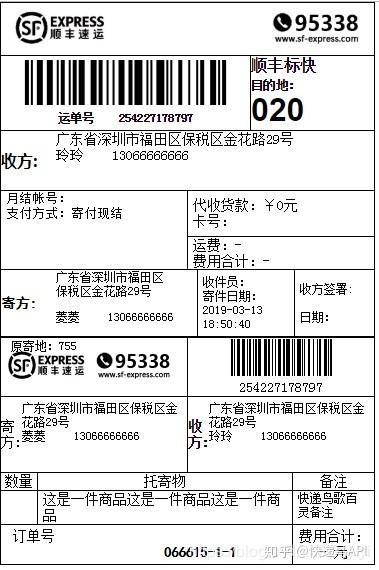 SF EXPRESS 95338
顺丰速运 www.sf-express.com
顺丰标快
目的地:
020
运单号 254227178797
收方: 广东省深圳市福田区保税区金花路29号
玲玲 13066666666
月结帐号:
支付方式: 寄付现结
代收货款: ￥0元
卡号:
运费: -
费用合计: -
寄方: 广东省深圳市福田区
保税区金花路29号
菱菱 13066666666
收件员:
寄件日期:
2019-03-13
18:50:40
收方签署:
日期:
原寄地: 755
SF EXPRESS 95338
顺丰速运 www.sf-express.com
254227178797
寄方: 广东省深圳市福田区保税区金
花路29号
菱菱 13066666666
收方: 广东省深圳市福田区保税区金
花路29号
玲玲 13066666666
数量 托寄物 备注
这是一件商品这是一件商品这是一件商
品
快递鸟歌百
灵备注
订单号
066615-1-1
费用合计:
元
知乎 @快递鸟API